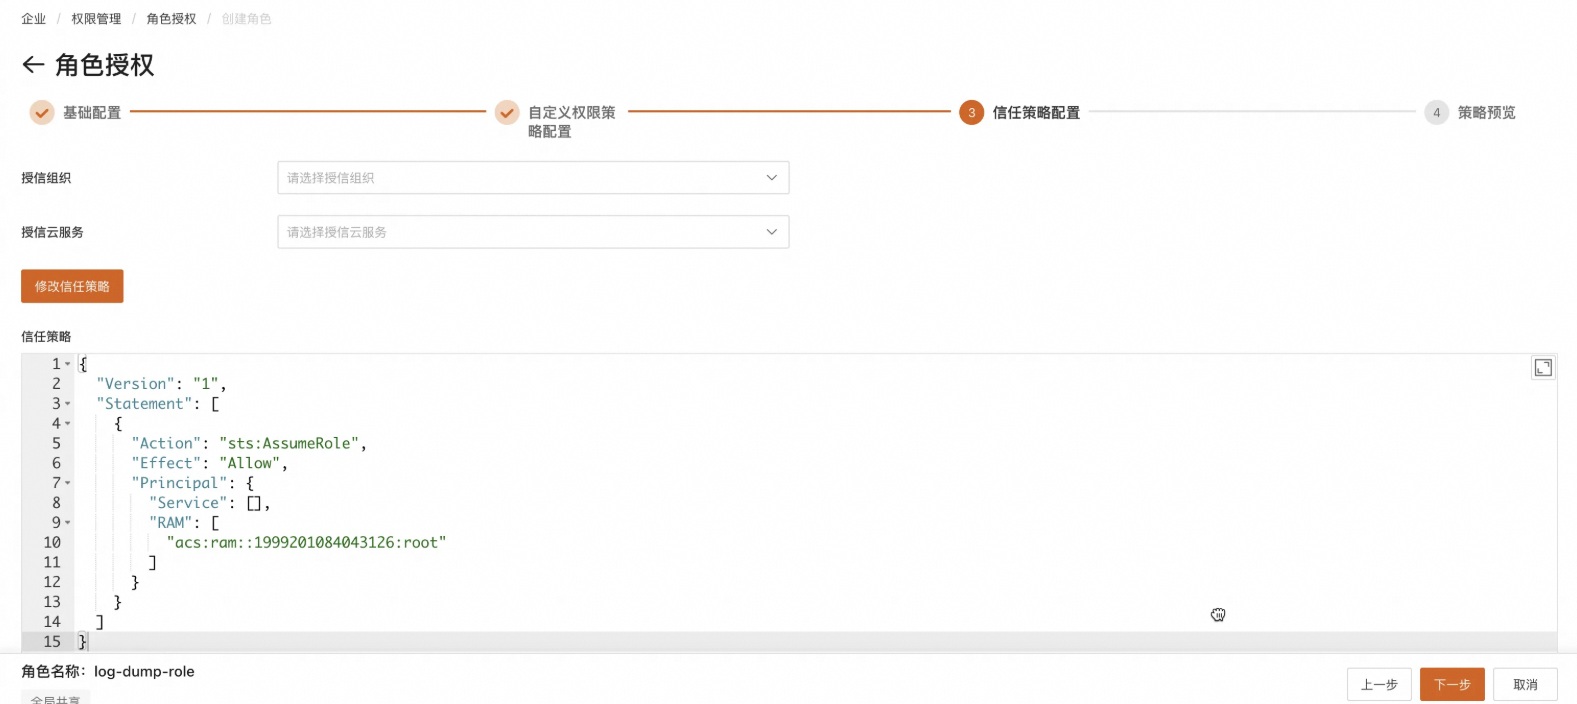 企业 / 权限管理 / 角色授权 / 创建角色
← 角色授权
基础配置
自定义权限策略配置
3 信任策略配置
4 策略预览
授信组织 请选择授信组织
授信云服务 请选择授信云服务
修改信任策略
信任策略
1 {
2 "Version": "1",
3 "Statement": [
4 {
5 "Action": "sts:AssumeRole",
6 "Effect": "Allow",
7 "Principal": {
8 "Service": [],
9 "RAM": [
10 "acs:ram::1999201084043126:root"
11 ]
12 }
13 }
14 ]
15 }
角色名称：log-dump-role
全局共享
上一步 下一步 取消